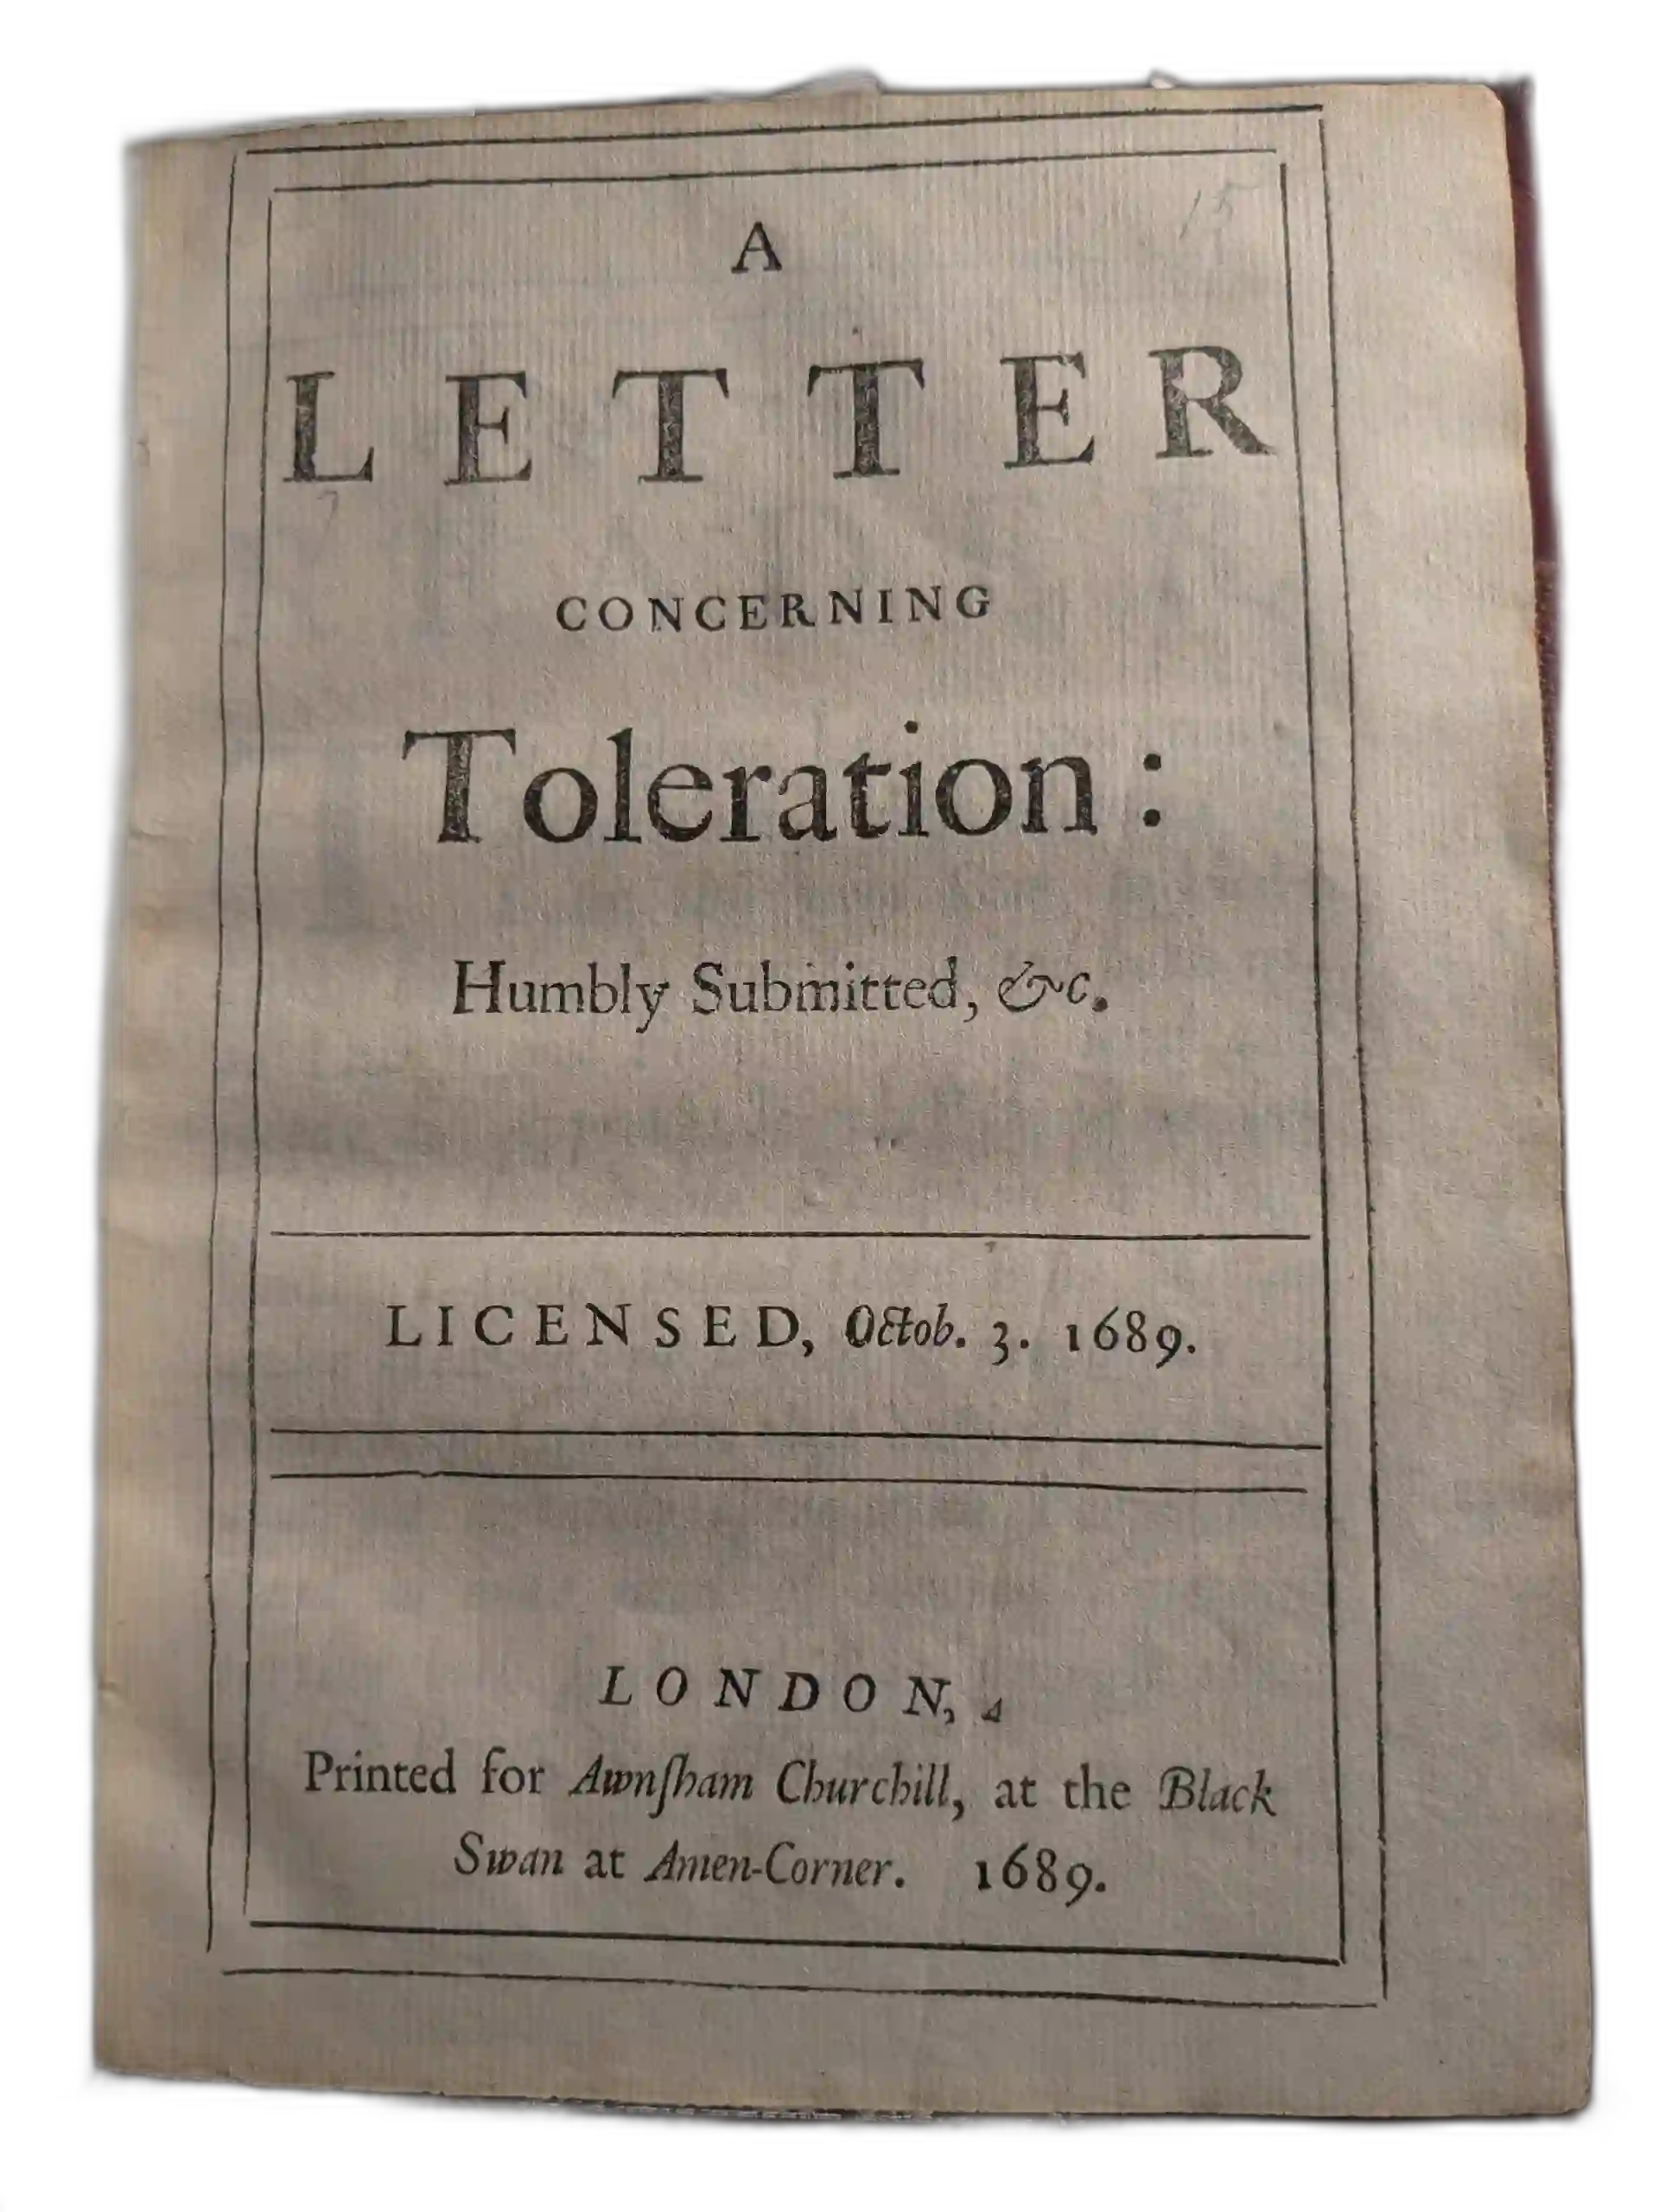 A
15
LETTER
CONCERNING
Toleration:
Humbly Submitted, &c.
LICENSED, Octob. 3. 1689.
LONDON,
Printed for Awnſham Churchill, at the Black
Swan at Amen-Corner. 1689.